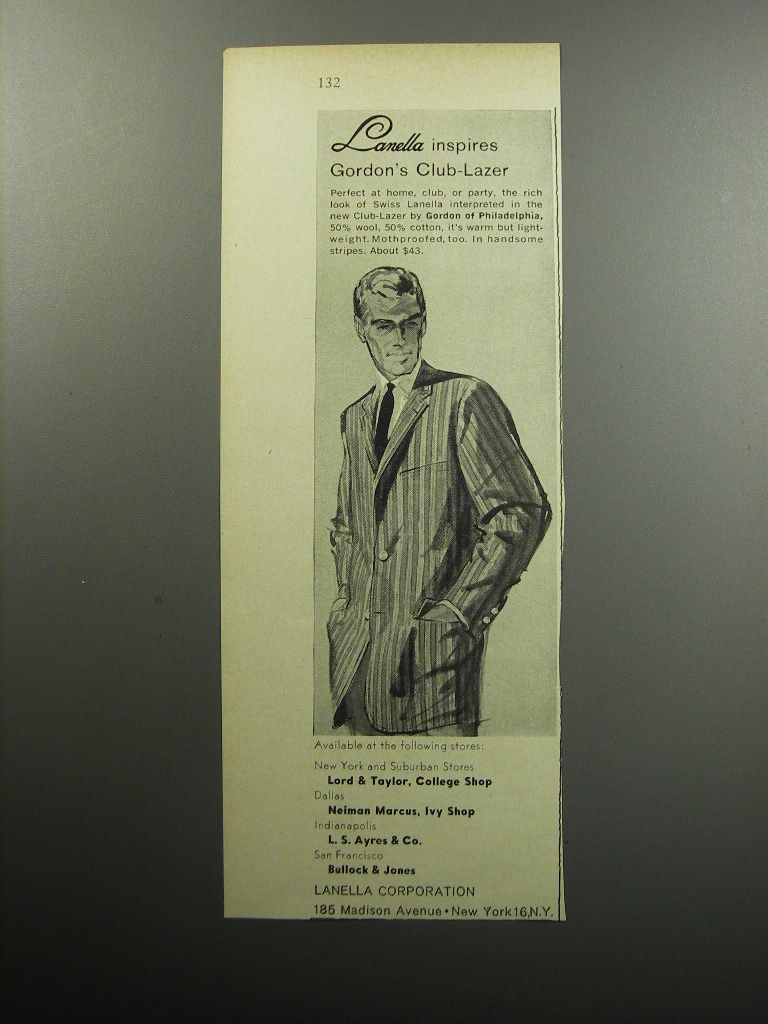 132
Lanella inspires
Gordon's Club-Lazer
Perfect at home, club, or party, the rich
look of Swiss Lanella interpreted in the
new Club-Lazer by Gordon of Philadelphia,
50% wool, 50% cotton, it's warm but light-
weight. Mothproofed, too. In handsome
stripes. About $43.
Available at the following stores:
New York and Suburban Stores
Lord & Taylor, College Shop
Dallas
Neiman Marcus, Ivy Shop
Indianapolis
L. S. Ayres & Co.
San Francisco
Bullock & Jones
LANELLA CORPORATION
185 Madison Avenue • New York 16, N.Y.